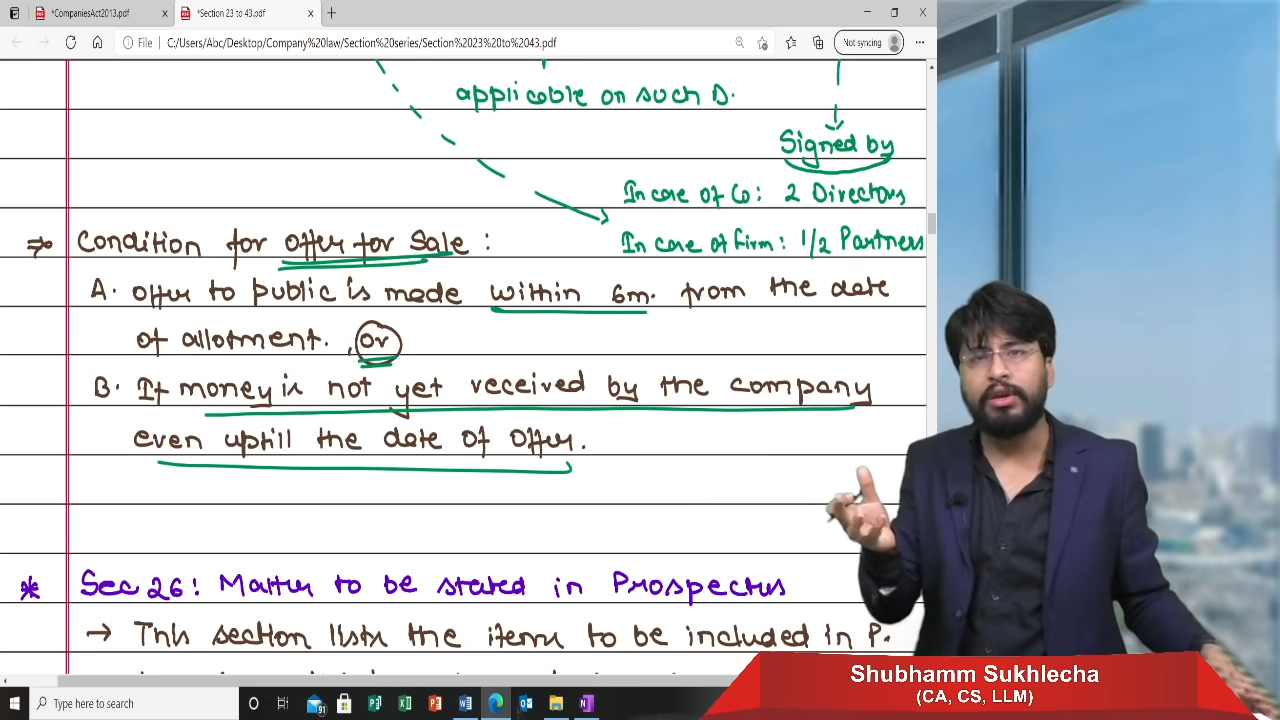 *CompaniesAct2013.pdf
*Section 23 to 43.pdf
File
C:/Users/Abc/Desktop/Company%20law/Section%20series/Section%2023%20to%2043.pdf
Not syncing
applicable on such D.
Signed by
In case of Co: 2 Directors
In case of Firm: 1/2 Partners
⇒ Condition for offer for Sale :
A. Offer to public is made within 6m. from the date
of allotment. , or
B. If money is not yet received by the company
even uptill the date of offer.
* Sec 26: Matter to be stated in Prospectus
→ This section lists the items to be included in P.
Shubhamm Sukhlecha
(CA, CS, LLM)
Type here to search
91